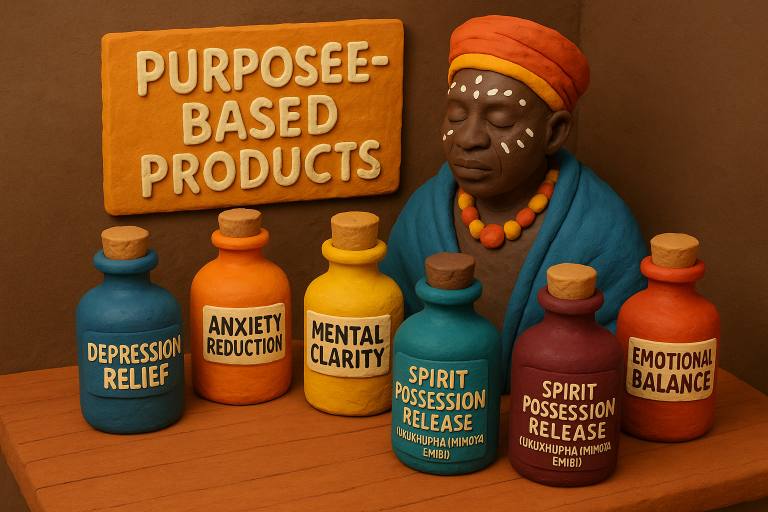 PURPOSEE-
BASED
PRODUCTS
DEPRESSION
RELIEF
ANXIETY
REDUCTION
MENTAL
CLARITY
SPIRIT
POSSESSION
RELEASE
(UKUKHUPHA (MIMOYA
EMIBI)
SPIRIT
POSSESSION
RELEASE
(UKUXHUPHA (MIMOYA
EMIBI)
EMOTIONAL
BALANCE